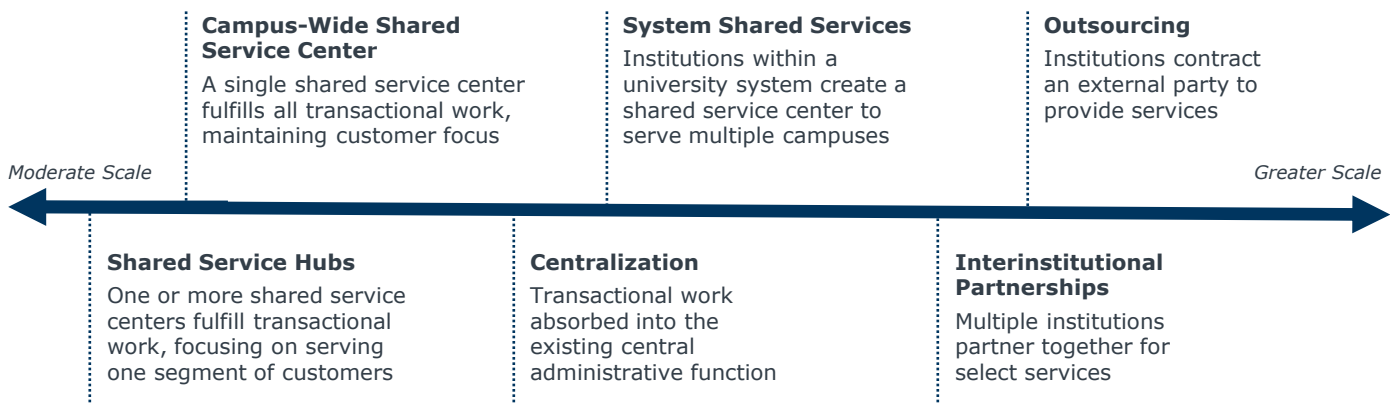 Campus-Wide Shared
Service Center
A single shared service center
fulfills all transactional work,
maintaining customer focus
System Shared Services
Institutions within a
university system create a
shared service center to
serve multiple campuses
Outsourcing
Institutions contract
an external party to
provide services
Moderate Scale
Greater Scale
Shared Service Hubs
One or more shared service
centers fulfill transactional
work, focusing on serving
one segment of customers
Centralization
Transactional work
absorbed into the
existing central
administrative function
Interinstitutional
Partnerships
Multiple institutions
partner together for
select services